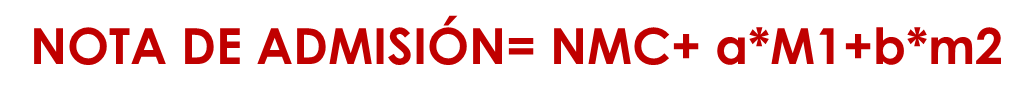 NOTA DE ADMISIÓN= NMC+ a*M1+b*m2